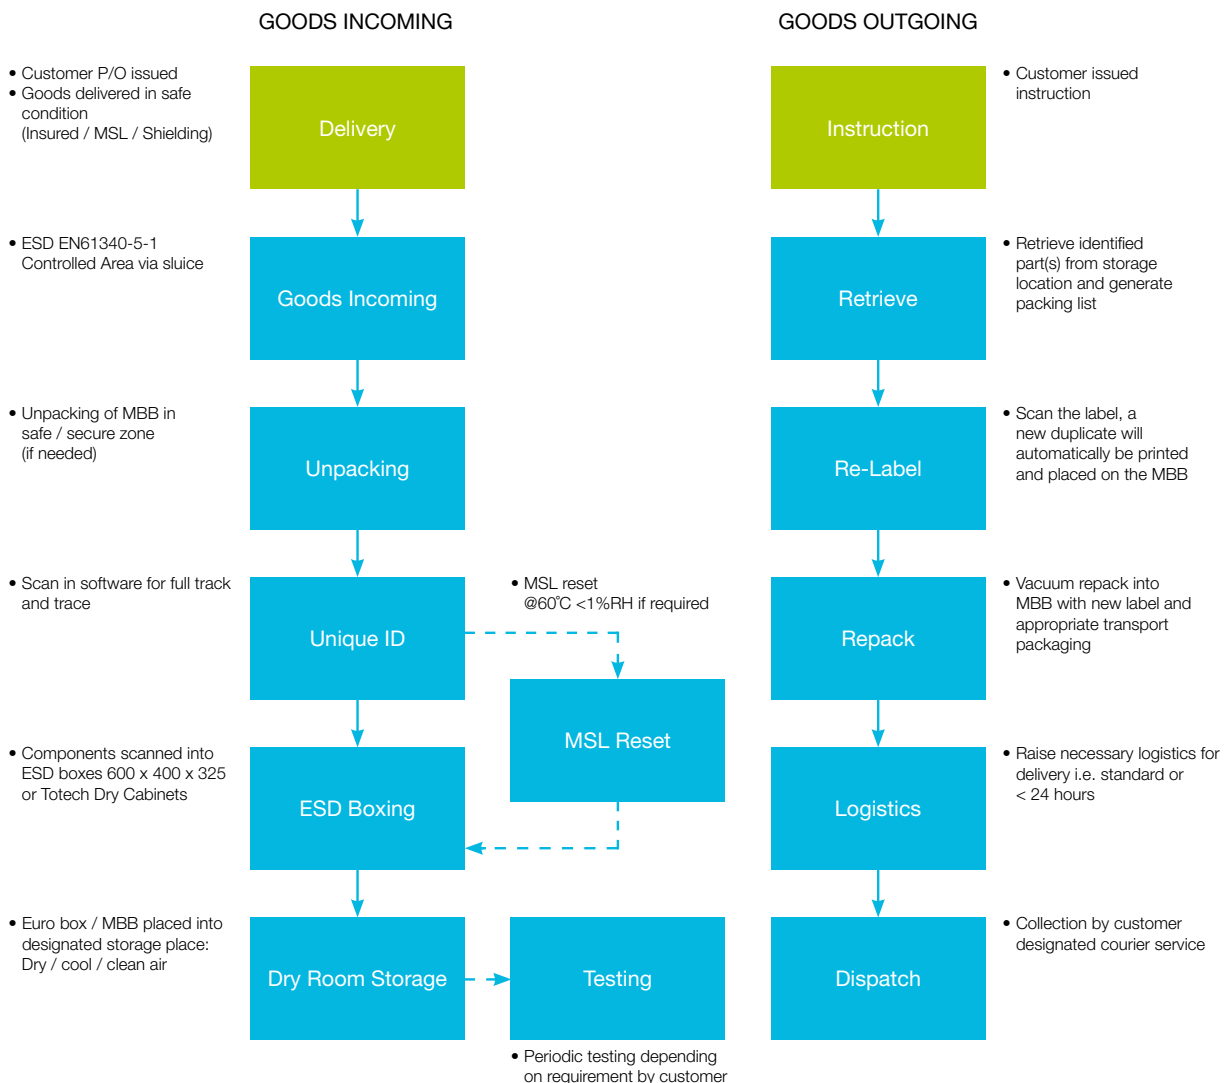 GOODS INCOMING
GOODS OUTGOING
• Customer P/O issued
• Goods delivered in safe
condition
(Insured / MSL / Shielding)
Delivery
Instruction
• Customer issued
instruction
• ESD EN61340-5-1
Controlled Area via sluice
Goods Incoming
Retrieve
• Retrieve identified
part(s) from storage
location and generate
packing list
• Unpacking of MBB in
safe / secure zone
(if needed)
Unpacking
Re-Label
• Scan the label, a
new duplicate will
automatically be printed
and placed on the MBB
• Scan in software for full track
and trace
Unique ID
• MSL reset
@60˚C <1%RH if required
MSL Reset
Repack
• Vacuum repack into
MBB with new label and
appropriate transport
packaging
• Components scanned into
ESD boxes 600 x 400 x 325
or Totech Dry Cabinets
ESD Boxing
Logistics
• Raise necessary logistics for
delivery i.e. standard or
< 24 hours
• Euro box / MBB placed into
designated storage place:
Dry / cool / clean air
Dry Room Storage
Testing
• Periodic testing depending
on requirement by customer
Dispatch
• Collection by customer
designated courier service